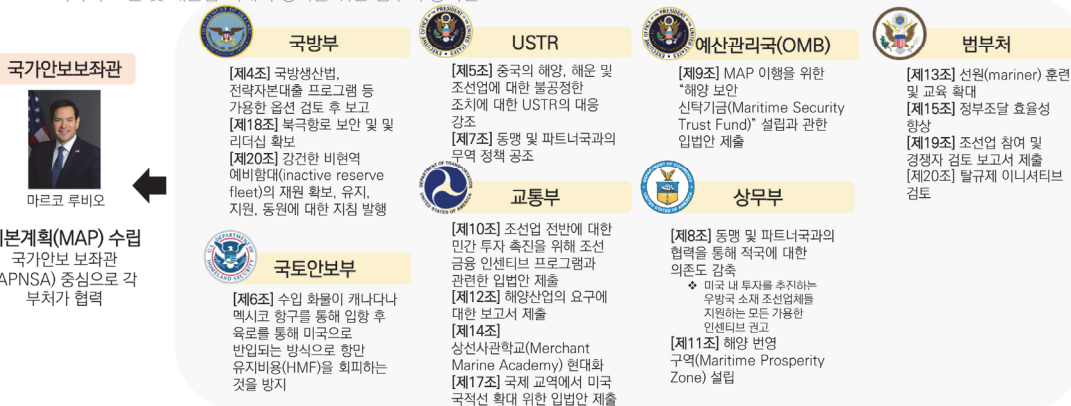 국가안보보좌관
마르코 루비오
본계획(MAP) 수립
국가안보 보좌관
APNSA) 중심으로 각
부처가 협력
국방부
[제4조] 국방생산법,
전략자본대출 프로그램 등
가용한 옵션 검토 후 보고
[제18조] 북극항로 보안 및 및
리더십 확보
[제20조] 강건한 비현역
예비함대(inactive reserve
fleet)의 재원 확보, 유지,
지원, 동원에 대한 지침 발행
국토안보부
[제6조] 수입 화물이 캐나다나
멕시코 항구를 통해 입항 후
육로를 통해 미국으로
반입되는 방식으로 항만
유지비용(HMF)을 회피하는
것을 방지
USTR
[제5조] 중국의 해양, 해운 및
조선업에 대한 불공정한
조치에 대한 USTR의 대응
강조
[제7조] 동맹 및 파트너국과의
무역 정책 공조
교통부
[제10조] 조선업 전반에 대한
민간 투자 촉진을 위해 조선
금융 인센티브 프로그램과
관련한 입법안 제출
[제12조] 해양산업의 요구에
대한 보고서 제출
[제14조]
상선사관학교(Merchant
Marine Academy) 현대화
[제17조] 국제 교역에서 미국
국적선 확대 위한 입법안 제출
예산관리국(OMB)
[제9조] MAP 이행을 위한
“해양 보안
신탁기금(Maritime Security
Trust Fund)” 설립과 관한
입법안 제출
상무부
[제8조] 동맹 및 파트너국과의
협력을 통해 적국에 대한
의존도 감축
❖ 미국 내 투자를 추진하는
우방국 소재 조선업체들
지원하는 모든 가용한
인센티브 권고
[제11조] 해양 번영
구역(Maritime Prosperity
Zone) 설립
범부처
[제13조] 선원(mariner) 훈련
및 교육 확대
[제15조] 정부조달 효율성
향상
[제19조] 조선업 참여 및
경쟁자 검토 보고서 제출
[제20조] 탈규제 이니셔티브
검토